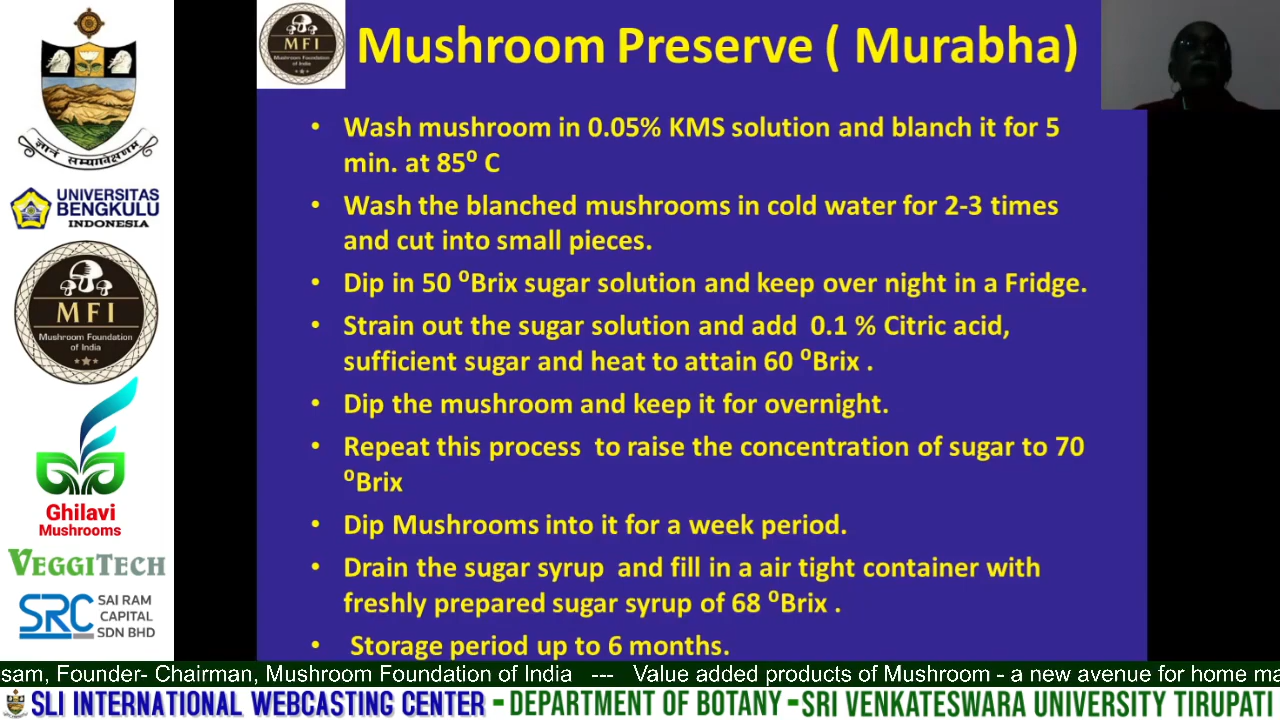 MFI
Mushroom Foundation
of India
Mushroom Preserve ( Murabha)
• Wash mushroom in 0.05% KMS solution and blanch it for 5
min. at 85⁰ C
• Wash the blanched mushrooms in cold water for 2-3 times
and cut into small pieces.
• Dip in 50 ⁰Brix sugar solution and keep over night in a Fridge.
• Strain out the sugar solution and add 0.1 % Citric acid,
sufficient sugar and heat to attain 60 ⁰Brix .
• Dip the mushroom and keep it for overnight.
• Repeat this process to raise the concentration of sugar to 70
⁰Brix
• Dip Mushrooms into it for a week period.
• Drain the sugar syrup and fill in a air tight container with
freshly prepared sugar syrup of 68 ⁰Brix .
• Storage period up to 6 months.
ज्ञानं सम्यगवेक्षणम्
UNIVERSITAS
BENGKULU
INDONESIA
MFI
Mushroom Foundation
of India
Ghilavi
Mushrooms
VEGGITECH
SRC
SAI RAM
CAPITAL
SDN BHD
sam, Founder- Chairman, Mushroom Foundation of India --- Value added products of Mushroom - a new avenue for home ma
SLI INTERNATIONAL WEBCASTING CENTER - DEPARTMENT OF BOTANY - SRI VENKATESWARA UNIVERSITY TIRUPATI